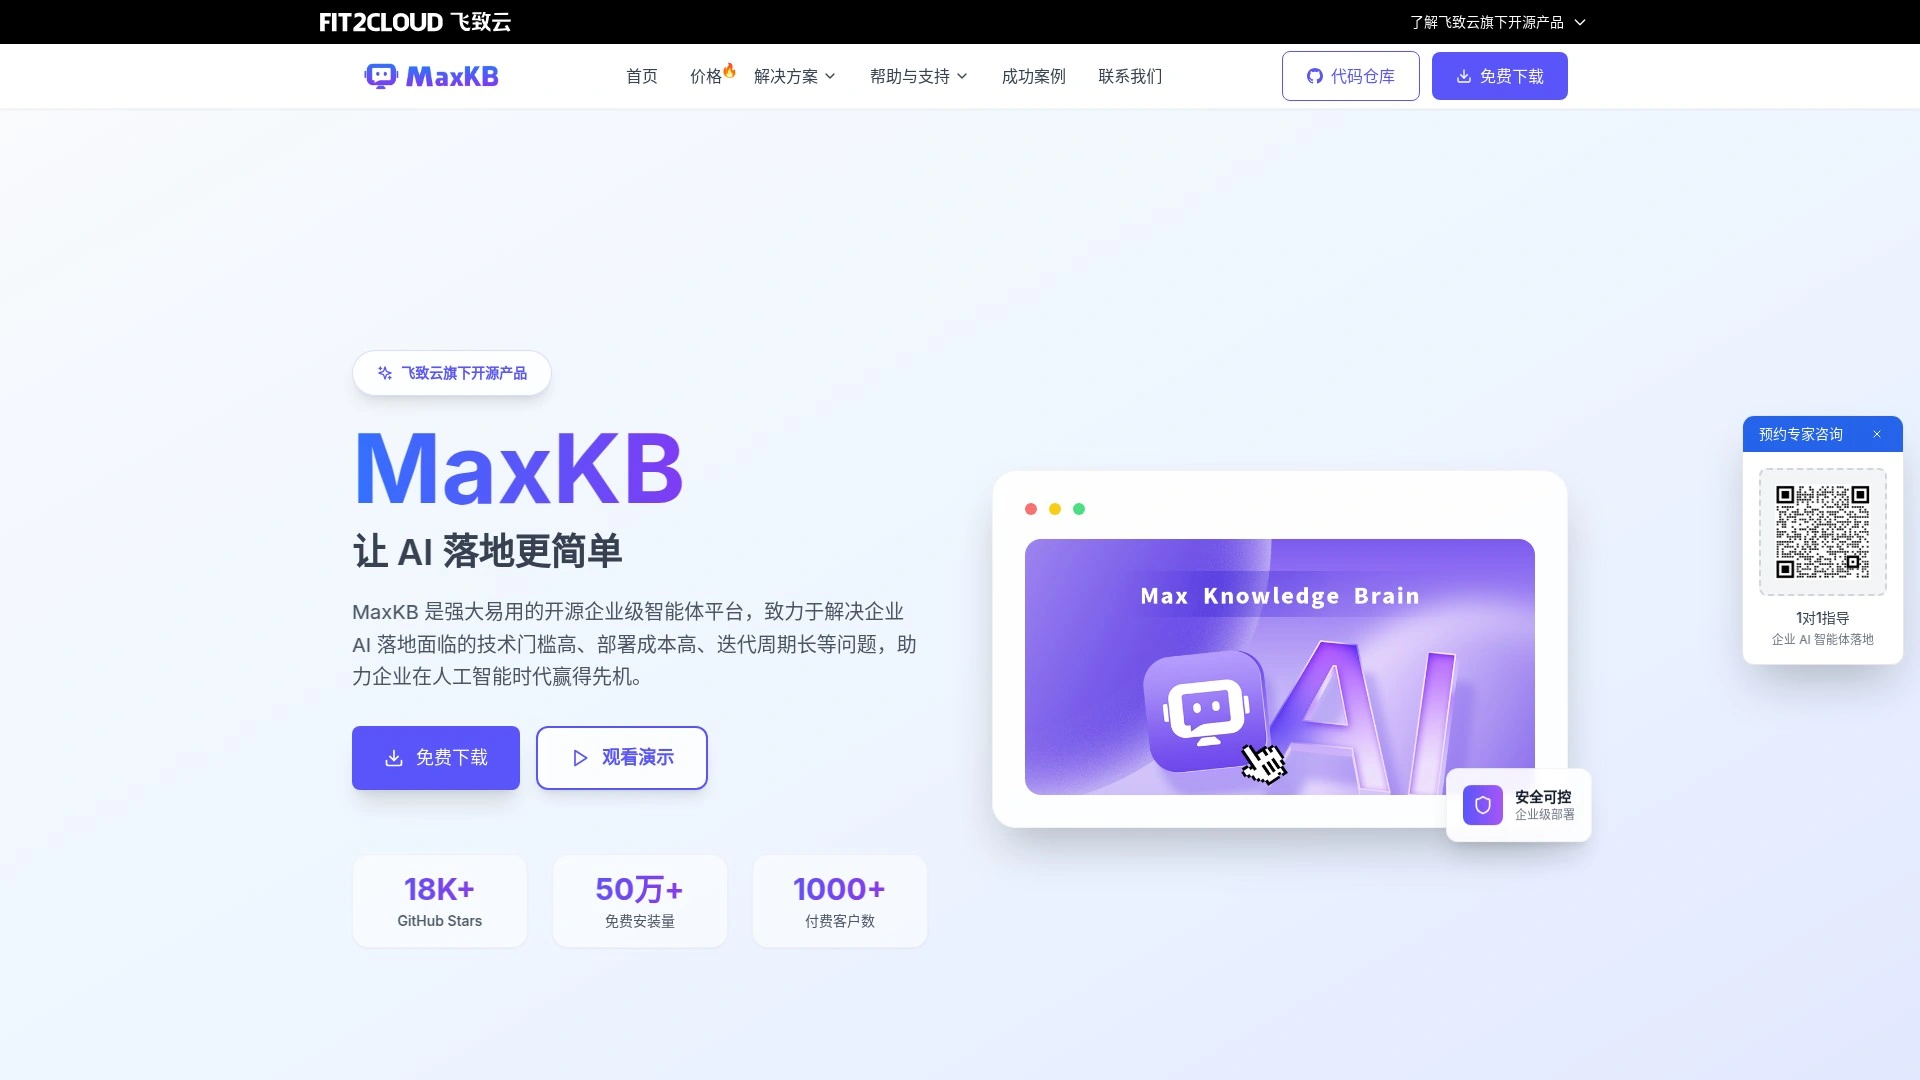 FIT2CLOUD 飞致云
了解飞致云旗下开源产品
MaxKB
首页
价格🔥
解决方案
帮助与支持
成功案例
联系我们
代码仓库
免费下载
飞致云旗下开源产品
MaxKB
让 AI 落地更简单
MaxKB 是强大易用的开源企业级智能体平台，致力于解决企业
AI 落地面临的技术门槛高、部署成本高、迭代周期长等问题，助
力企业在人工智能时代赢得先机。
免费下载
观看演示
18K+
GitHub Stars
50万+
免费安装量
1000+
付费客户数
Max Knowledge Brain
AI
安全可控
企业级部署
预约专家咨询
1对1指导
企业 AI 智能体落地